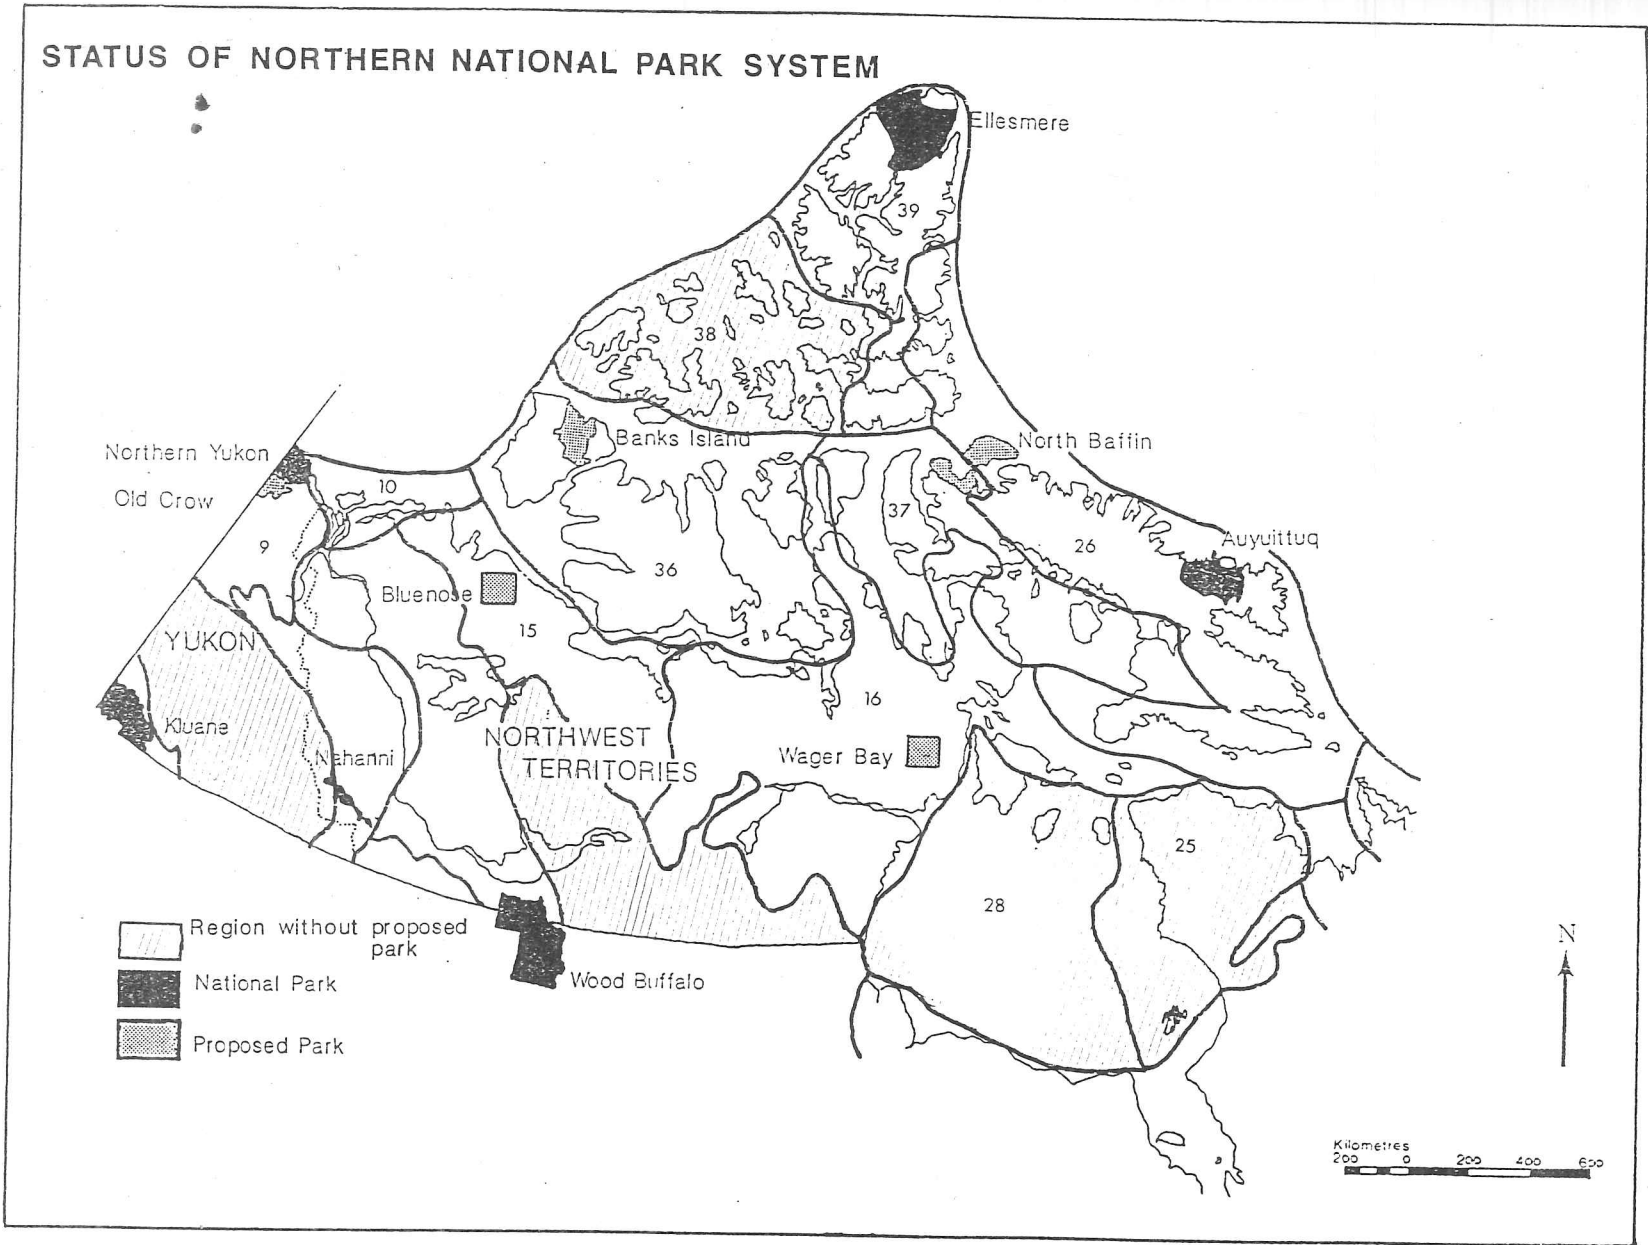 STATUS OF NORTHERN NATIONAL PARK SYSTEM
Ellesmere
39
38
Banks Island
North Baffin
Northern Yukon
Old Crow
10
37
9
26
Auyuittuq
36
Bluenose
15
YUKON
16
Kluane
NORTHWEST
TERRITORIES
Nahanni
Wager Bay
25
28
Region without proposed
park
National Park
Wood Buffalo
Proposed Park
N
Kilometres
200 0 200 400 600